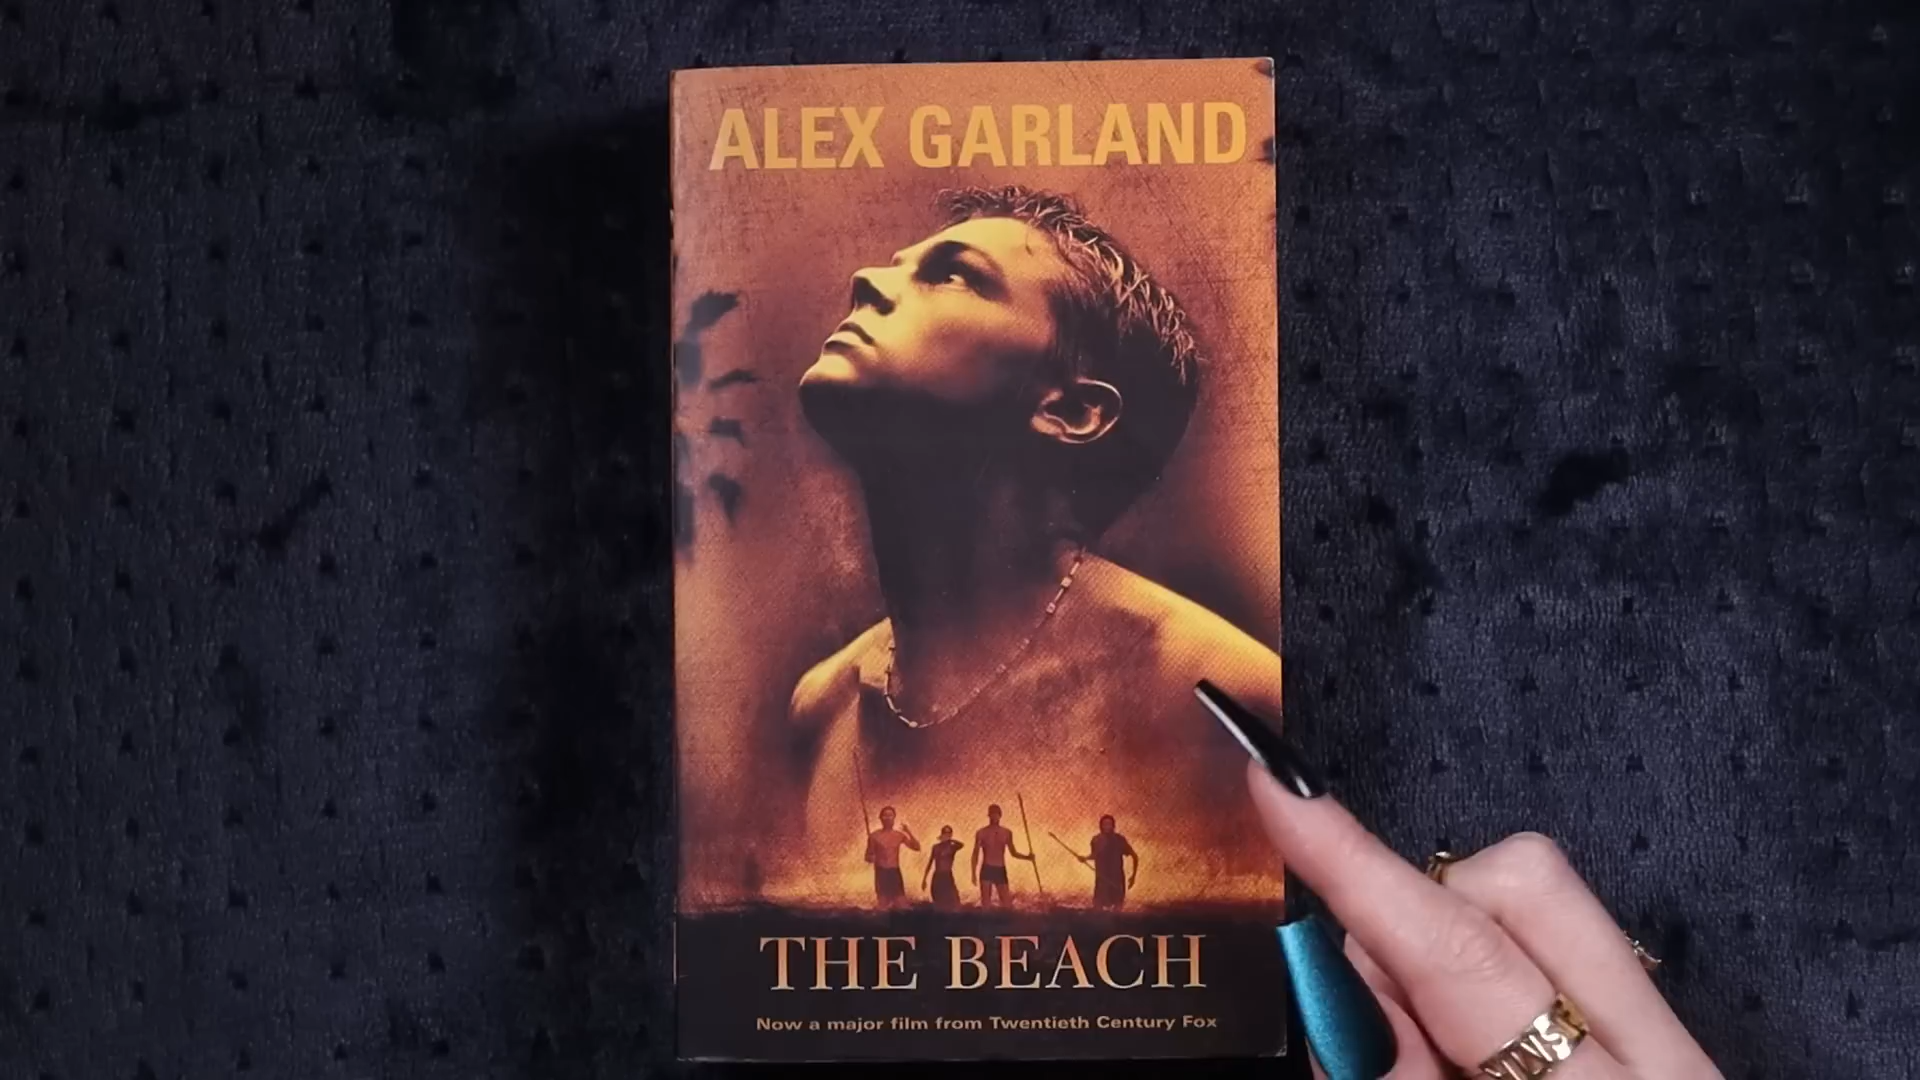 ALEX GARLAND
THE BEACH
Now a major film from Twentieth Century Fox